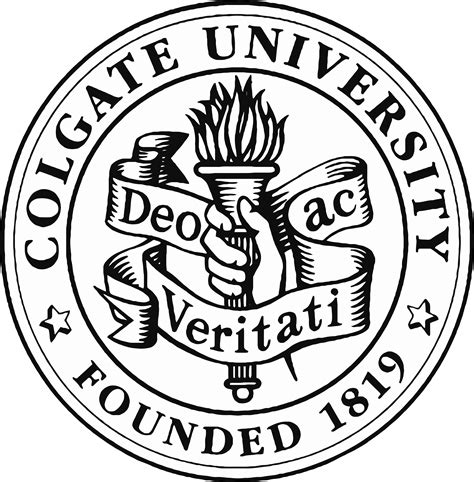 COLGATE UNIVERSITY
Deo ac
Veritati
FOUNDED 1819